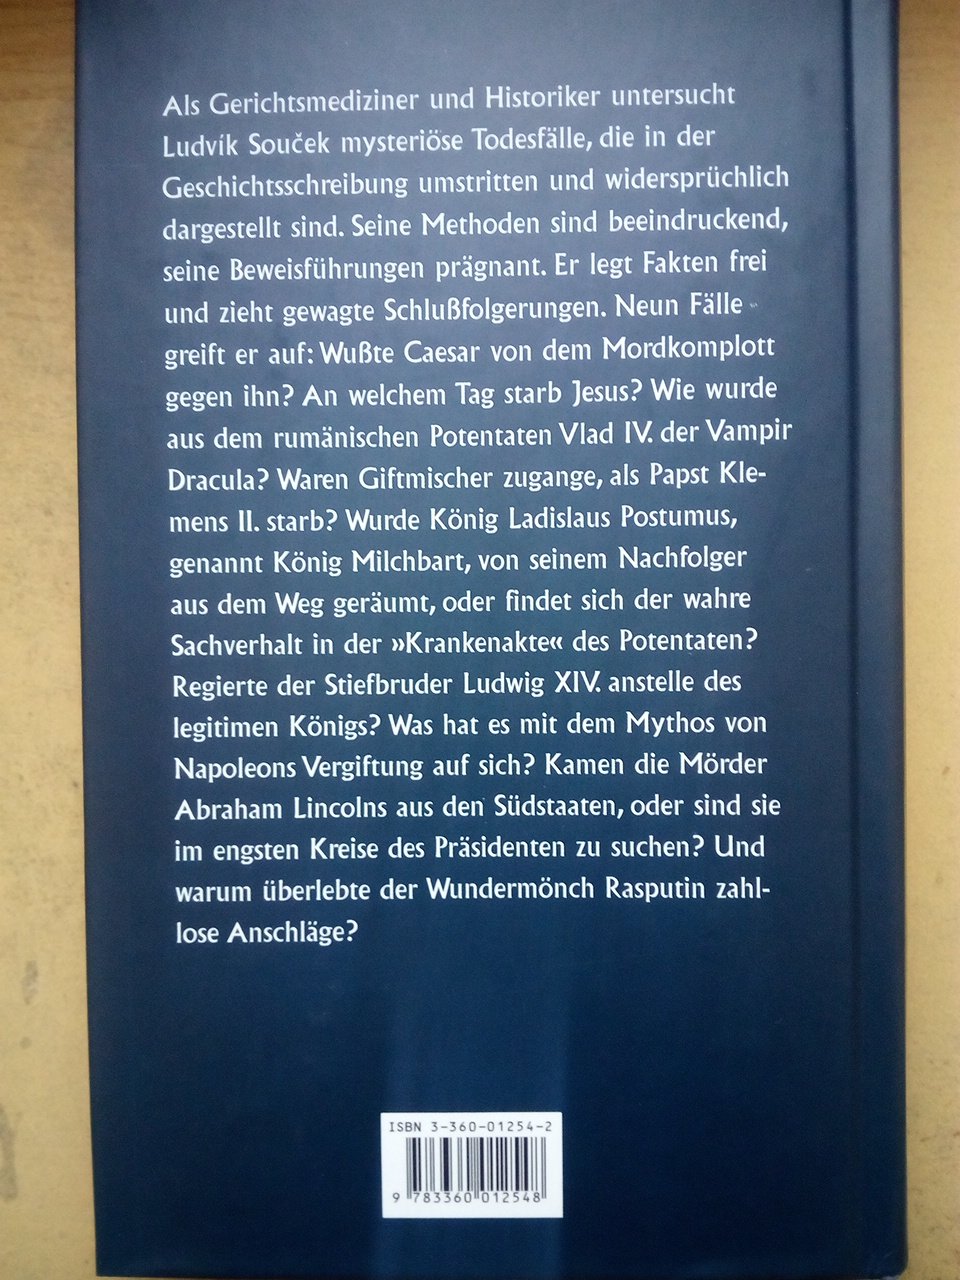 Als Gerichtsmediziner und Historiker untersucht
Ludvík Souček mysteriöse Todesfälle, die in der
Geschichtsschreibung umstritten und widersprüchlich
dargestellt sind. Seine Methoden sind beeindruckend,
seine Beweisführungen prägnant. Er legt Fakten frei
und zieht gewagte Schlußfolgerungen. Neun Fälle
greift er auf: Wußte Caesar von dem Mordkomplott
gegen ihn? An welchem Tag starb Jesus? Wie wurde
aus dem rumänischen Potentaten Vlad IV. der Vampir
Dracula? Waren Giftmischer zugange, als Papst Kle-
mens II. starb? Wurde König Ladislaus Postumus,
genannt König Milchbart, von seinem Nachfolger
aus dem Weg geräumt, oder findet sich der wahre
Sachverhalt in der »Krankenakte« des Potentaten?
Regierte der Stiefbruder Ludwig XIV. anstelle des
legitimen Königs? Was hat es mit dem Mythos von
Napoleons Vergiftung auf sich? Kamen die Mörder
Abraham Lincolns aus den Südstaaten, oder sind sie
im engsten Kreise des Präsidenten zu suchen? Und
warum überlebte der Wundermönch Rasputin zahl-
lose Anschläge?
ISBN 3-360-01254-2
9 783360 012548